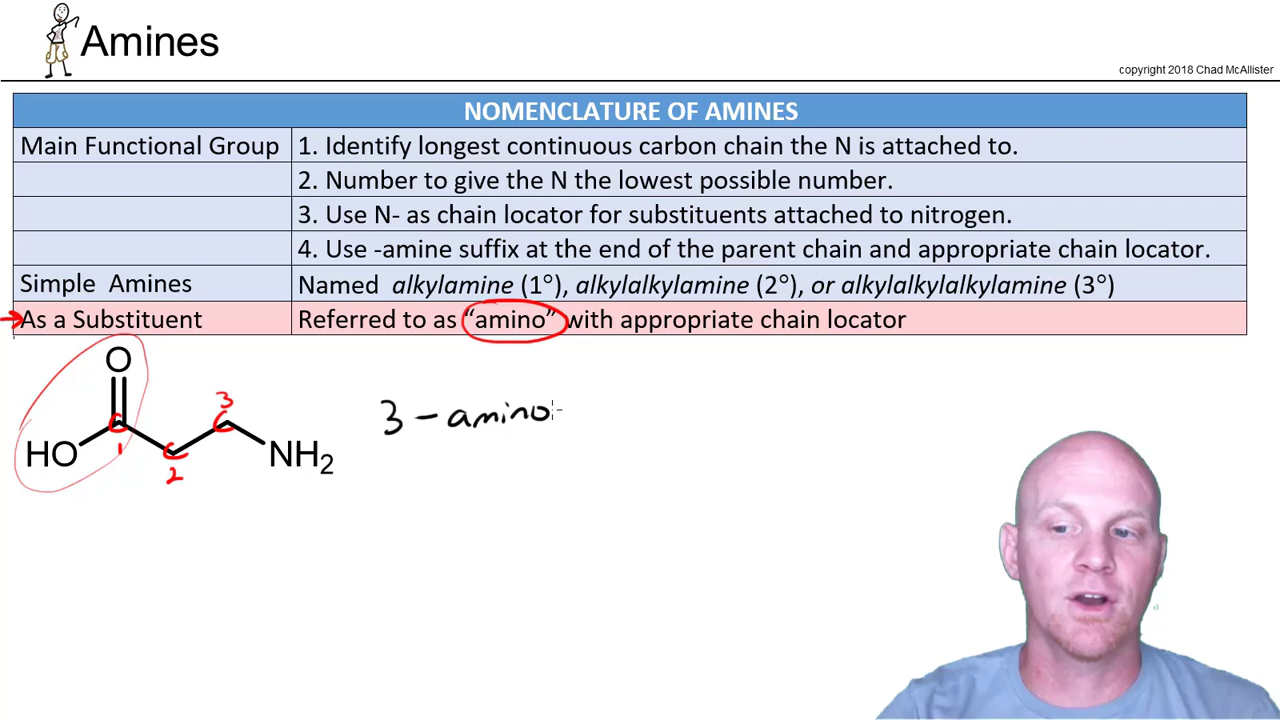 Amines
copyright 2018 Chad McAllister
NOMENCLATURE OF AMINES
Main Functional Group 1. Identify longest continuous carbon chain the N is attached to.
2. Number to give the N the lowest possible number.
3. Use N- as chain locator for substituents attached to nitrogen.
4. Use -amine suffix at the end of the parent chain and appropriate chain locator.
Simple Amines Named alkylamine (1°), alkylalkylamine (2°), or alkylalkylalkylamine (3°)
As a Substituent Referred to as “amino” with appropriate chain locator
O
3
3 - amino
1
HO NH2
2